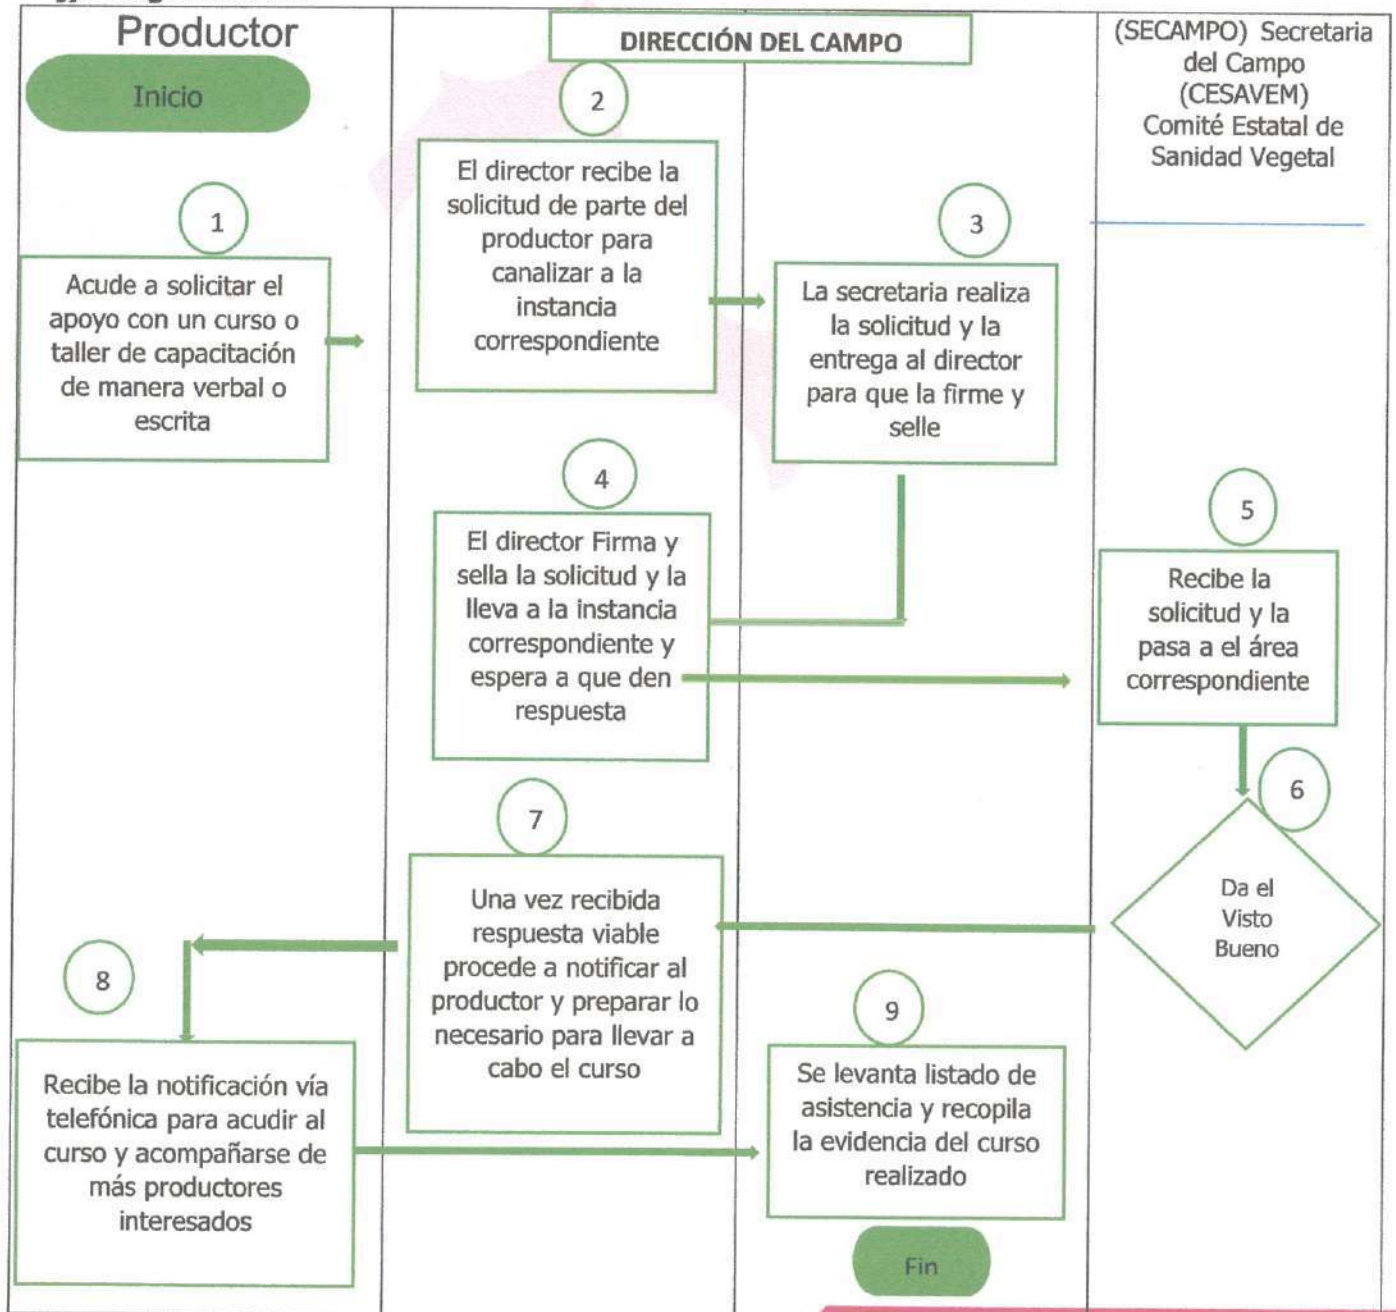 Productor
DIRECCIÓN DEL CAMPO
(SECAMPO) Secretaria
del Campo
(CESAVEM)
Comité Estatal de
Sanidad Vegetal
Inicio
1
Acude a solicitar el
apoyo con un curso o
taller de capacitación
de manera verbal o
escrita
2
El director recibe la
solicitud de parte del
productor para
canalizar a la
instancia
correspondiente
3
La secretaria realiza
la solicitud y la
entrega al director
para que la firme y
selle
4
El director Firma y
sella la solicitud y la
lleva a la instancia
correspondiente y
espera a que den
respuesta
5
Recibe la
solicitud y la
pasa a el área
correspondiente
6
Da el
Visto
Bueno
7
Una vez recibida
respuesta viable
procede a notificar al
productor y preparar lo
necesario para llevar a
cabo el curso
8
Recibe la notificación vía
telefónica para acudir al
curso y acompañarse de
más productores
interesados
9
Se levanta listado de
asistencia y recopila
la evidencia del curso
realizado
Fin